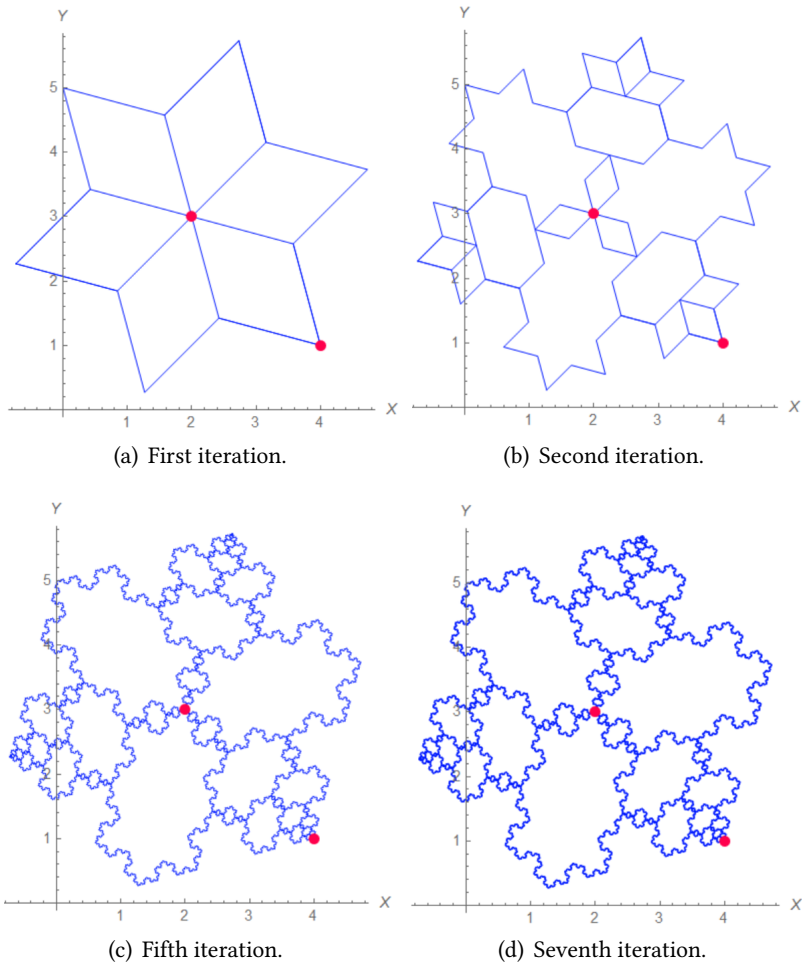 Y
5
4
3
2
1
1 2 3 4
X
(a) First iteration.
Y
5
4
3
2
1
1 2 3 4
X
(b) Second iteration.
Y
5
4
3
2
1
1 2 3 4
X
(c) Fifth iteration.
Y
5
4
3
2
1
1 2 3 4
X
(d) Seventh iteration.